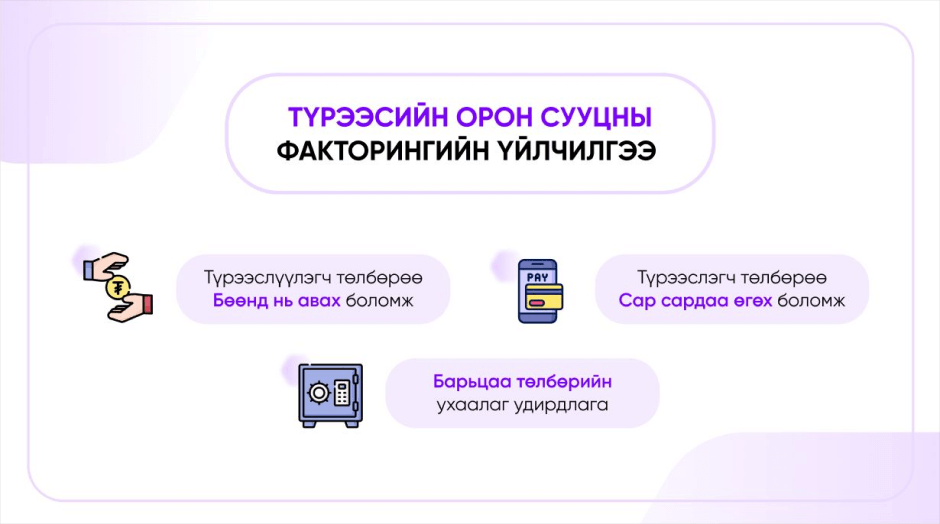 ТҮРЭЭСИЙН ОРОН СУУЦНЫ
ФАКТОРИНГИЙН ҮЙЛЧИЛГЭЭ
Түрээслүүлэгч төлбөрөө
Бөөнд нь авах боломж
PAY
Түрээслэгч төлбөрөө
Сар сардаа өгөх боломж
Барьцаа төлбөрийн
ухаалаг удирдлага